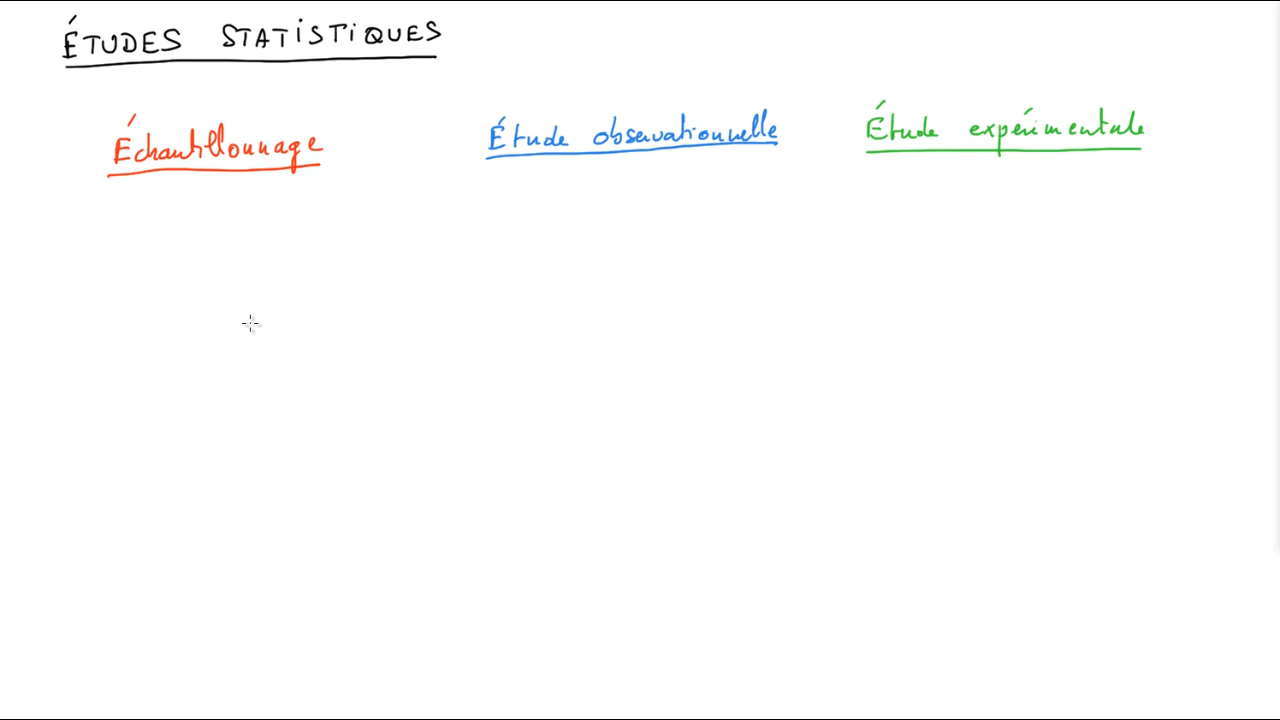 ÉTUDES STATISTIQUES
Échantillonnage
Étude observationnelle
Étude expérimentale